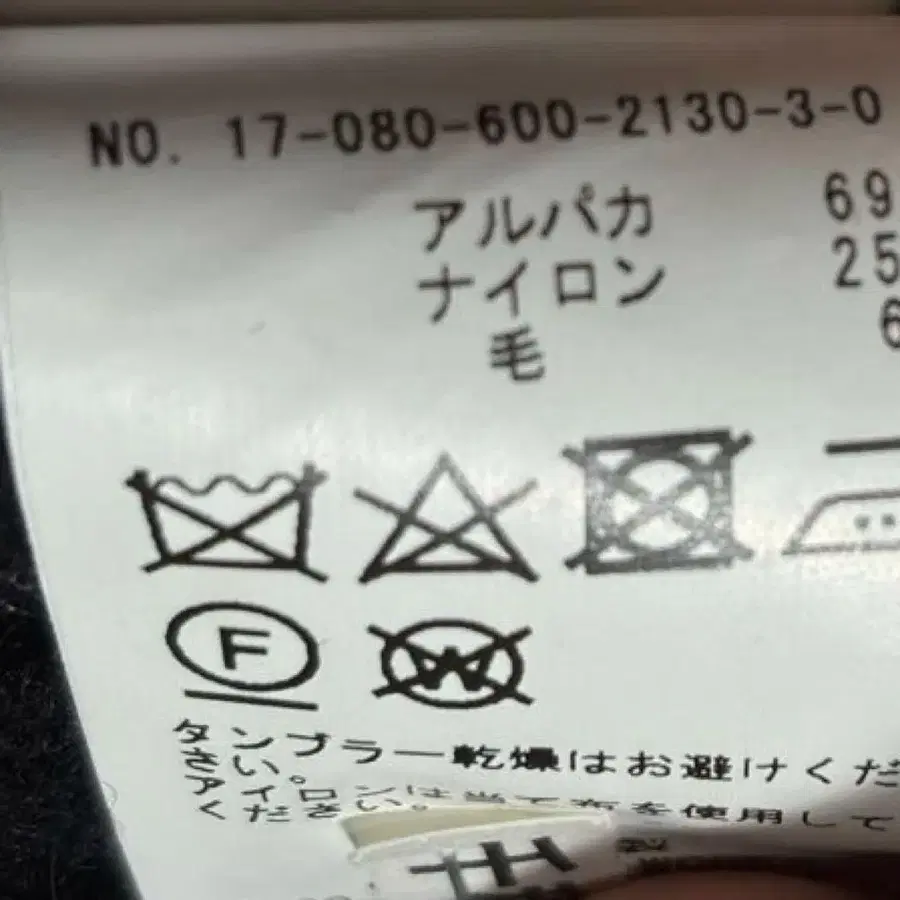 NO. 17-080-600-2130-3-0
アルパカ 69
ナイロン 25
毛 6
F
W
タンブラー乾燥はお避けくだ
さい。
アイロンは当て布を使用して
ください。